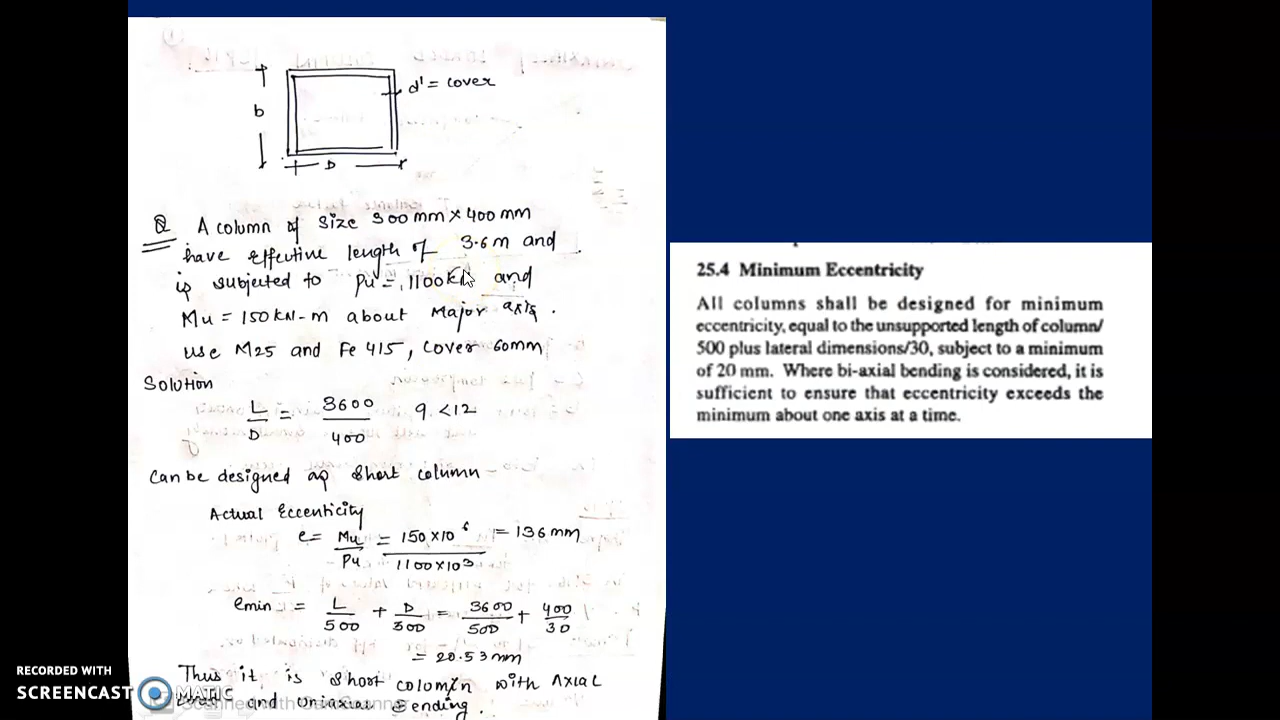 d' = cover
b
D
Q A column of size 300 mm × 400 mm
have effective length of 3.6 m and
is subjected to Pu = 1100 KN and
Mu = 150 KN-m about Major axis.
use M25 and Fe 415, Cover 60mm
Solution
L/D = 3600/400 9 < 12
Can be designed as short column
Actual Eccentricity
e = Mu/Pu = 150×10⁶/1100×10³ = 136 mm
emin = L/500 + D/300 = 3600/500 + 400/30
= 20.53 mm
Thus it is short column with Axial
and Uniaxial Bending.
25.4 Minimum Eccentricity
All columns shall be designed for minimum
eccentricity, equal to the unsupported length of column/
500 plus lateral dimensions/30, subject to a minimum
of 20 mm. Where bi-axial bending is considered, it is
sufficient to ensure that eccentricity exceeds the
minimum about one axis at a time.
RECORDED WITH
SCREENCAST MATIC